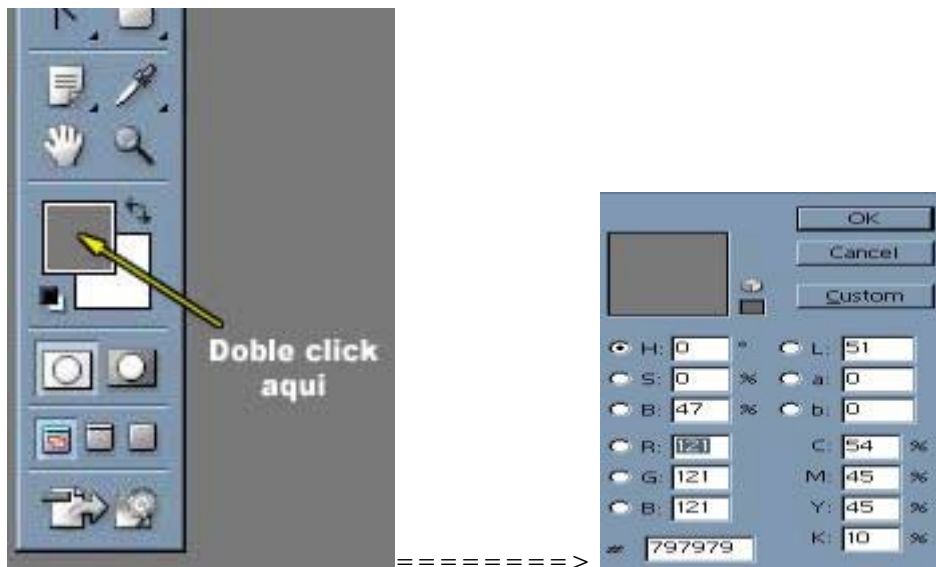 Doble click
aqui
========>
OK
Cancel
Custom
H: 0 °
L: 51
S: 0 %
a: 0
B: 47 %
b: 0
R: 121
C: 54 %
G: 121
M: 45 %
B: 121
Y: 45 %
# 797979
K: 10 %